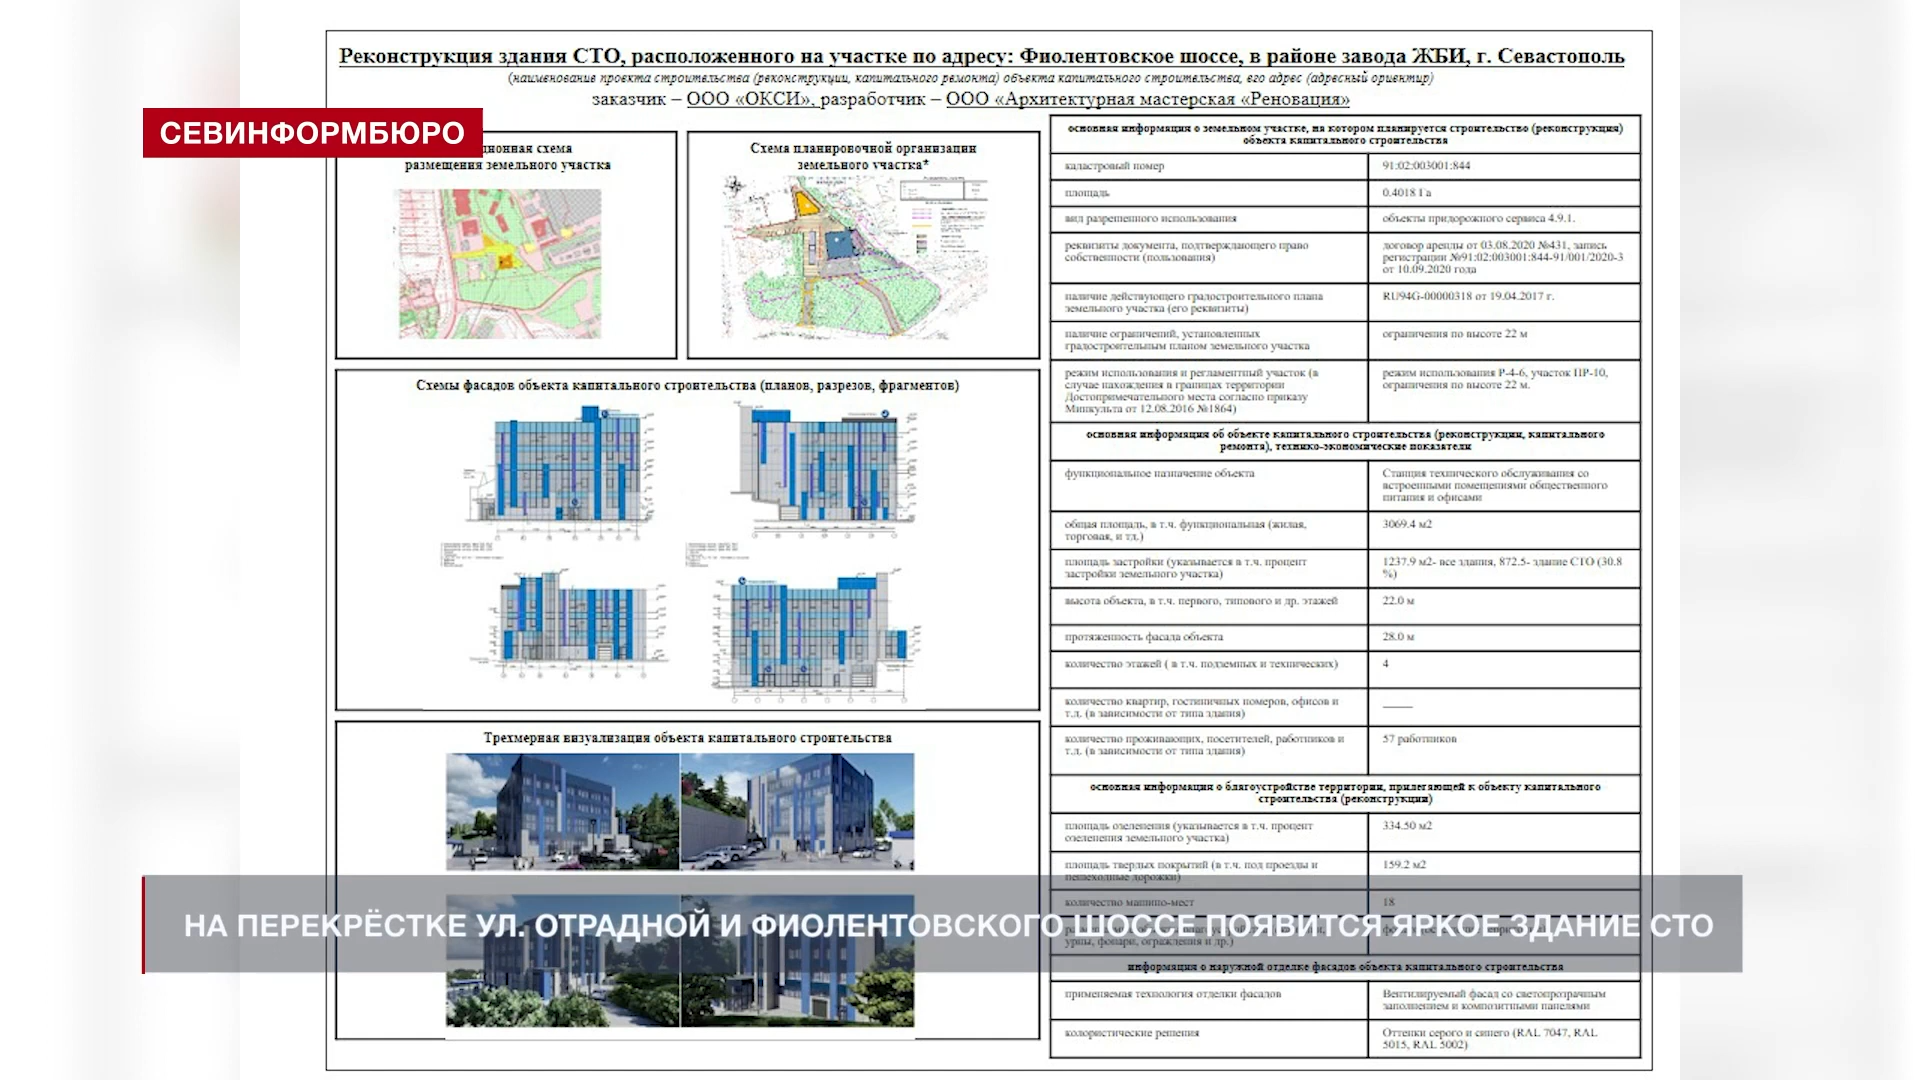 Реконструкция здания СТО, расположенного на участке по адресу: Фиолентовское шоссе, в районе завода ЖБИ, г. Севастополь
(наименование проекта строительства (реконструкции, капитального ремонта) объекта капитального строительства, его адрес (адресный ориентир)
заказчик – ООО «ОКСИ», разработчик – ООО «Архитектурная мастерская «Реновация»
СЕВИНФОРМБЮРО
схема
размещения земельного участка
Схема планировочной организации
земельного участка*
Схемы фасадов объекта капитального строительства (планов, разрезов, фрагментов)
Трехмерная визуализация объекта капитального строительства
основная информация о земельном участке, на котором планируется строительство (реконструкция)
объекта капитального строительства
кадастровый номер
91:02:003001:844
площадь
0.4018 Га
вид разрешенного использования
объекты придорожного сервиса 4.9.1.
реквизиты документа, подтверждающего право
собственности (пользования)
договор аренды от 03.08.2020 №431, запись
регистрации №91:02:003001:844-91/001/2020-3
от 10.09.2020 года
наличие действующего градостроительного плана
земельного участка (его реквизиты)
RU94G-00000318 от 19.04.2017 г.
наличие ограничений, установленных
градостроительным планом земельного участка
ограничения по высоте 22 м
режим использования и регламентный участок (в
случае нахождения в границах территории
Достопримечательного места согласно приказу
Минкульта от 12.08.2016 №1864)
режим использования Р-4-6, участок ПР-10,
ограничения по высоте 22 м.
основная информация об объекте капитального строительства (реконструкции, капитального
ремонта), технико-экономические показатели
функциональное назначение объекта
Станция технического обслуживания со
встроенными помещениями общественного
питания и офисами
общая площадь, в т.ч. функциональная (жилая,
торговая, и тд.)
3069.4 м2
площадь застройки (указывается в т.ч. процент
застройки земельного участка)
1237.9 м2- все здания, 872.5- здание СТО (30.8
%)
высота объекта, в т.ч. первого, типового и др. этажей
22.0 м
протяженность фасада объекта
28.0 м
количество этажей ( в т.ч. подземных и технических)
4
количество квартир, гостиничных номеров, офисов и
т.д. (в зависимости от типа здания)
количество проживающих, посетителей, работников и
т.д. (в зависимости от типа здания)
57 работников
основная информация о благоустройстве территории, прилегающей к объекту капитального
строительства (реконструкции)
площадь озеленения (указывается в т.ч. процент
озеленения земельного участка)
334.50 м2
площадь твердых покрытий (в т.ч. под проезды и
пешеходные дорожки)
159.2 м2
количество машино-мест
18
НА ПЕРЕКРЁСТКЕ УЛ. ОТРАДНОЙ И ФИОЛЕНТОВСКОГО ШОССЕ ПОЯВИТСЯ ЯРКОЕ ЗДАНИЕ СТО
урны, фонари, ограждения и др.)
информация о наружной отделке фасадов объекта капитального строительства
применяемая технология отделки фасадов
Вентилируемый фасад со светопрозрачным
заполнением и композитными панелями
колористические решения
Оттенки серого и синего (RAL 7047, RAL
5015, RAL 5002)